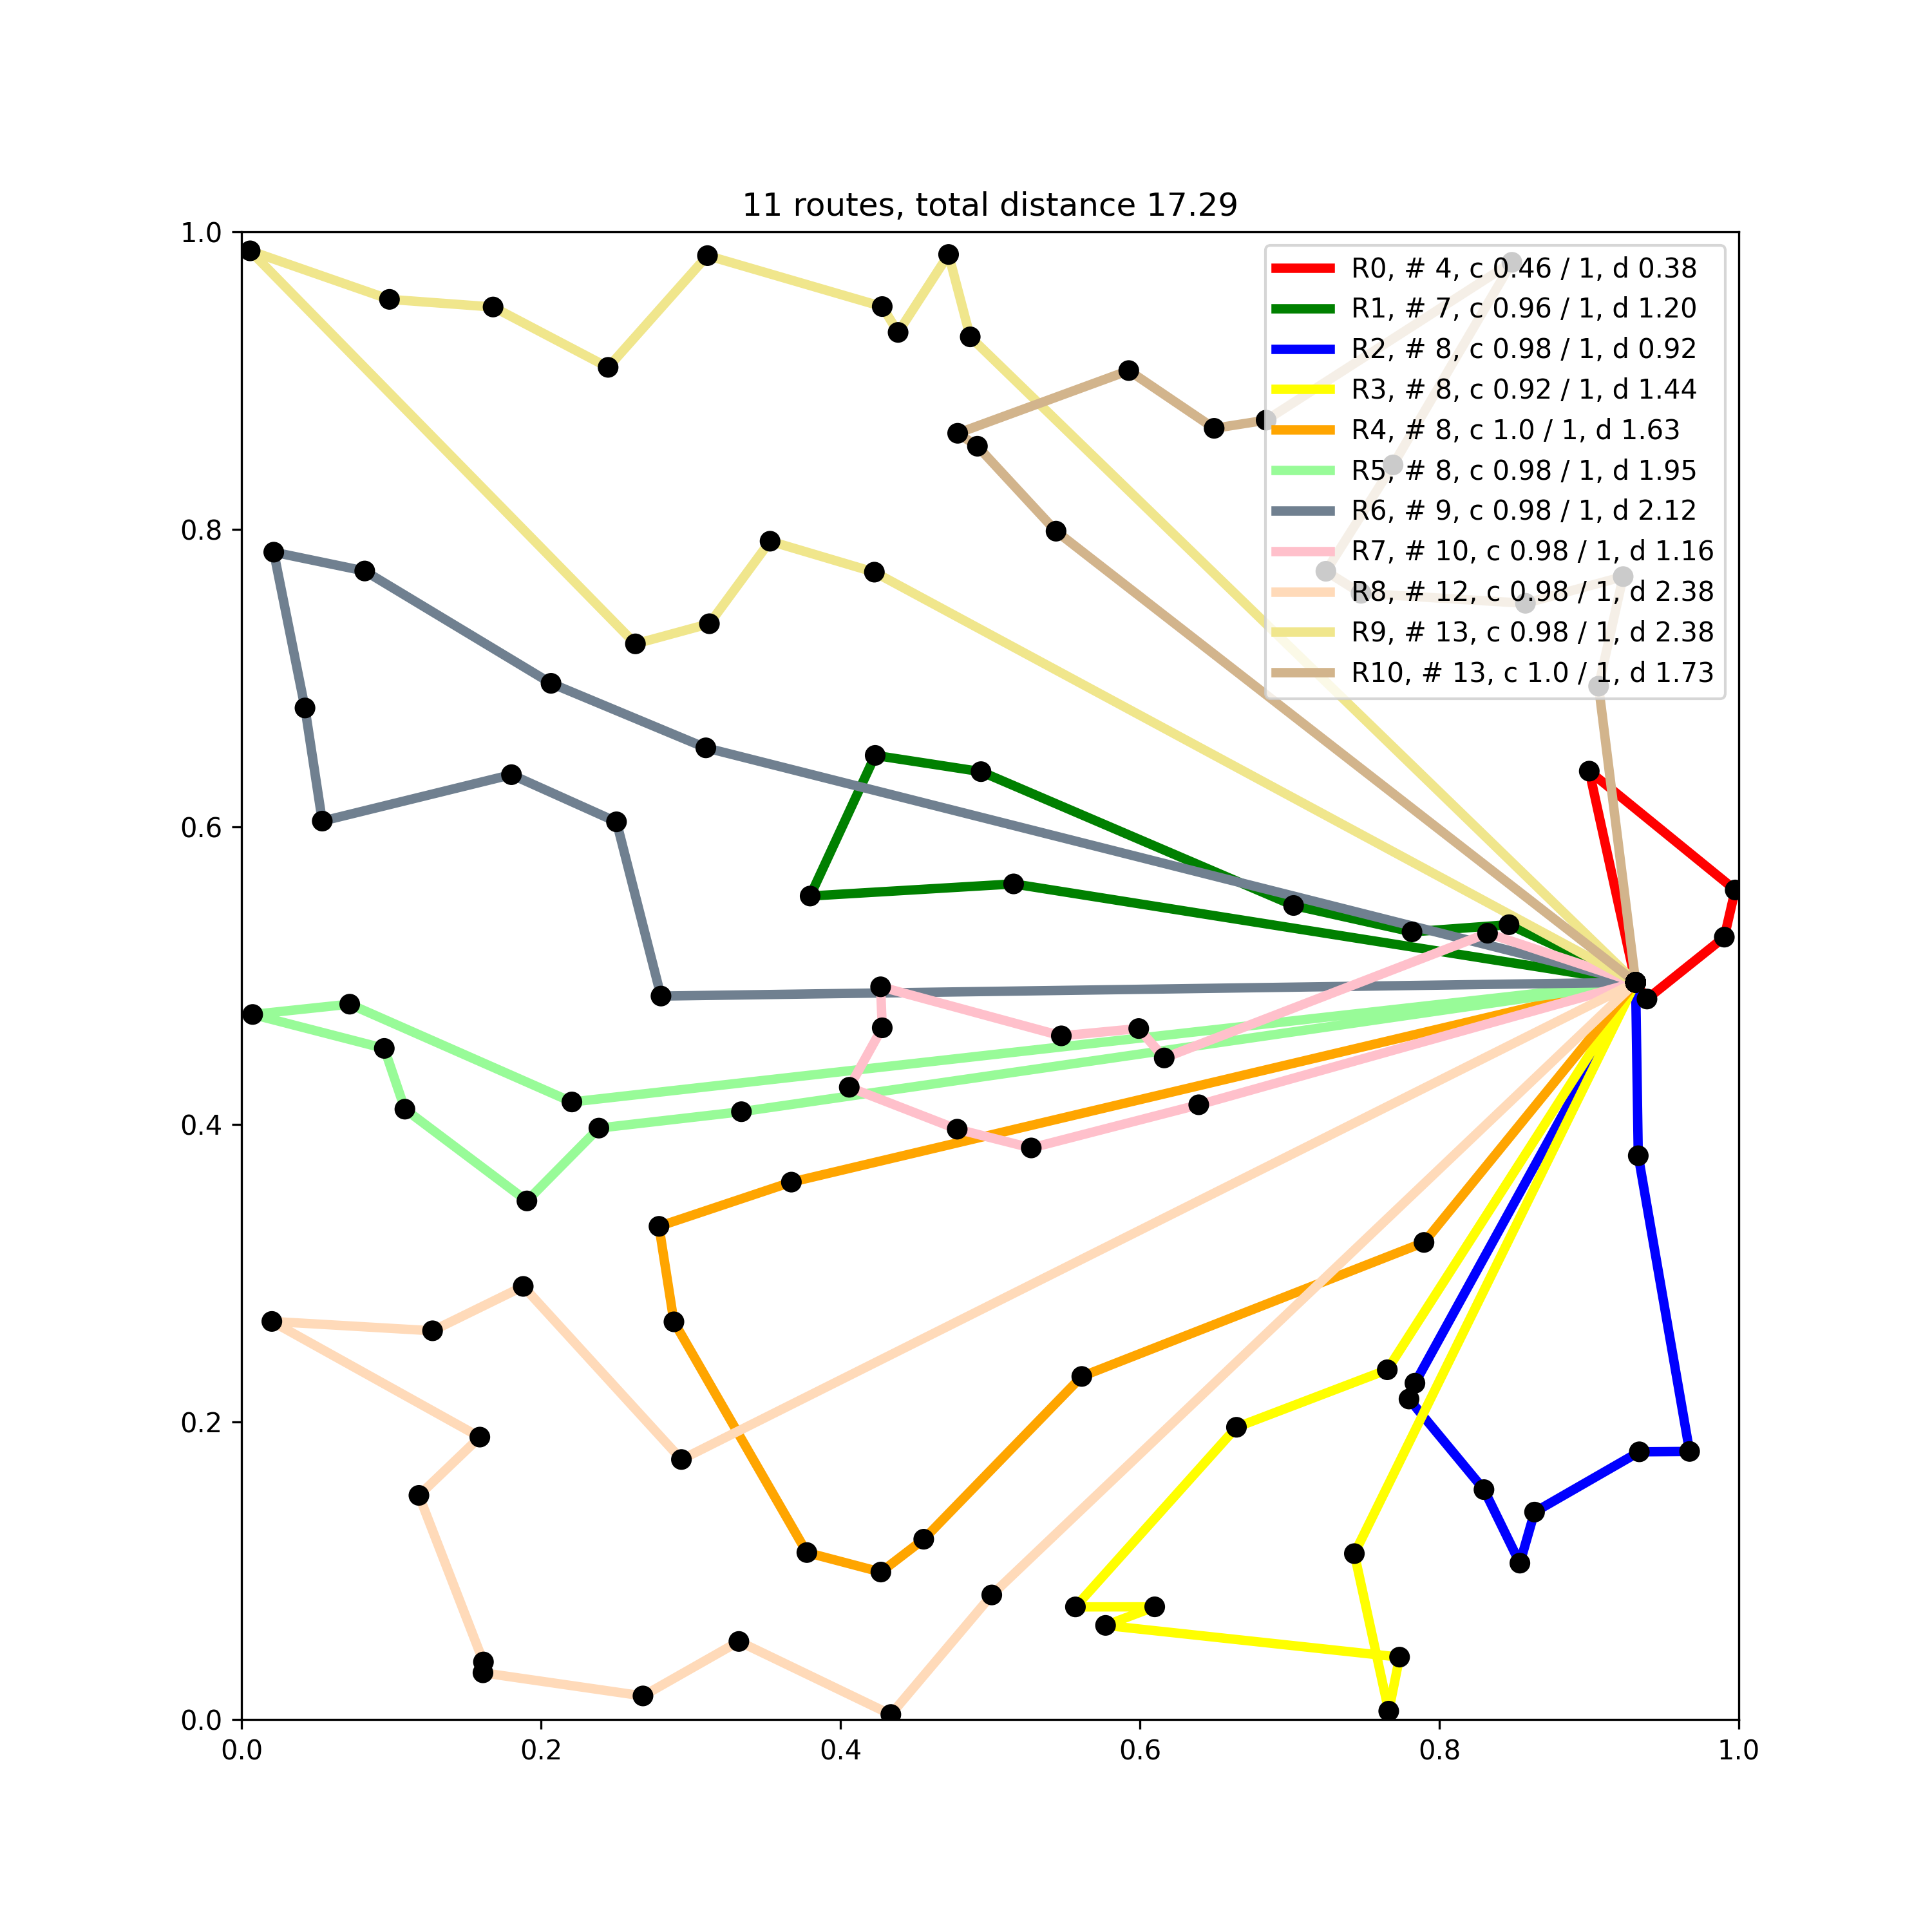 11 routes, total distance 17.29
1.0
0.8
0.6
0.4
0.2
0.0
0.0 0.2 0.4 0.6 0.8 1.0
R0, # 4, c 0.46 / 1, d 0.38
R1, # 7, c 0.96 / 1, d 1.20
R2, # 8, c 0.98 / 1, d 0.92
R3, # 8, c 0.92 / 1, d 1.44
R4, # 8, c 1.0 / 1, d 1.63
R5, # 8, c 0.98 / 1, d 1.95
R6, # 9, c 0.98 / 1, d 2.12
R7, # 10, c 0.98 / 1, d 1.16
R8, # 12, c 0.98 / 1, d 2.38
R9, # 13, c 0.98 / 1, d 2.38
R10, # 13, c 1.0 / 1, d 1.73